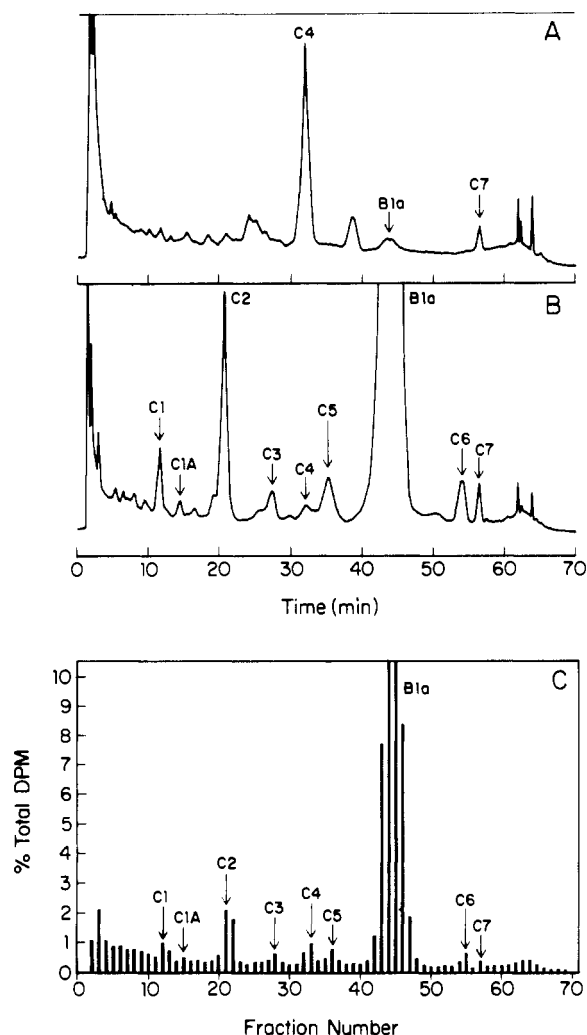 C4
A
B1a
C7
C2
B1a
B
C1
C1A
C3
C4
C5
C6
C7
0 10 20 30 40 50 60 70
Time (min)
C
B1a
% Total DPM
10
9
8
7
6
5
4
3
2
1
0
C1
C1A
C2
C3
C4
C5
C6
C7
0 10 20 30 40 50 60 70
Fraction Number